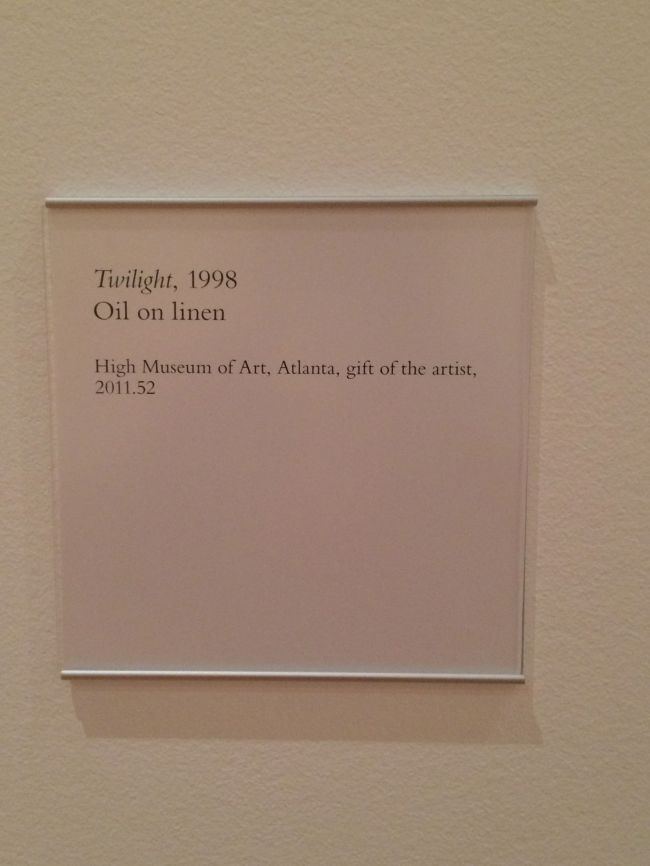 Twilight, 1998
Oil on linen
High Museum of Art, Atlanta, gift of the artist,
2011.52